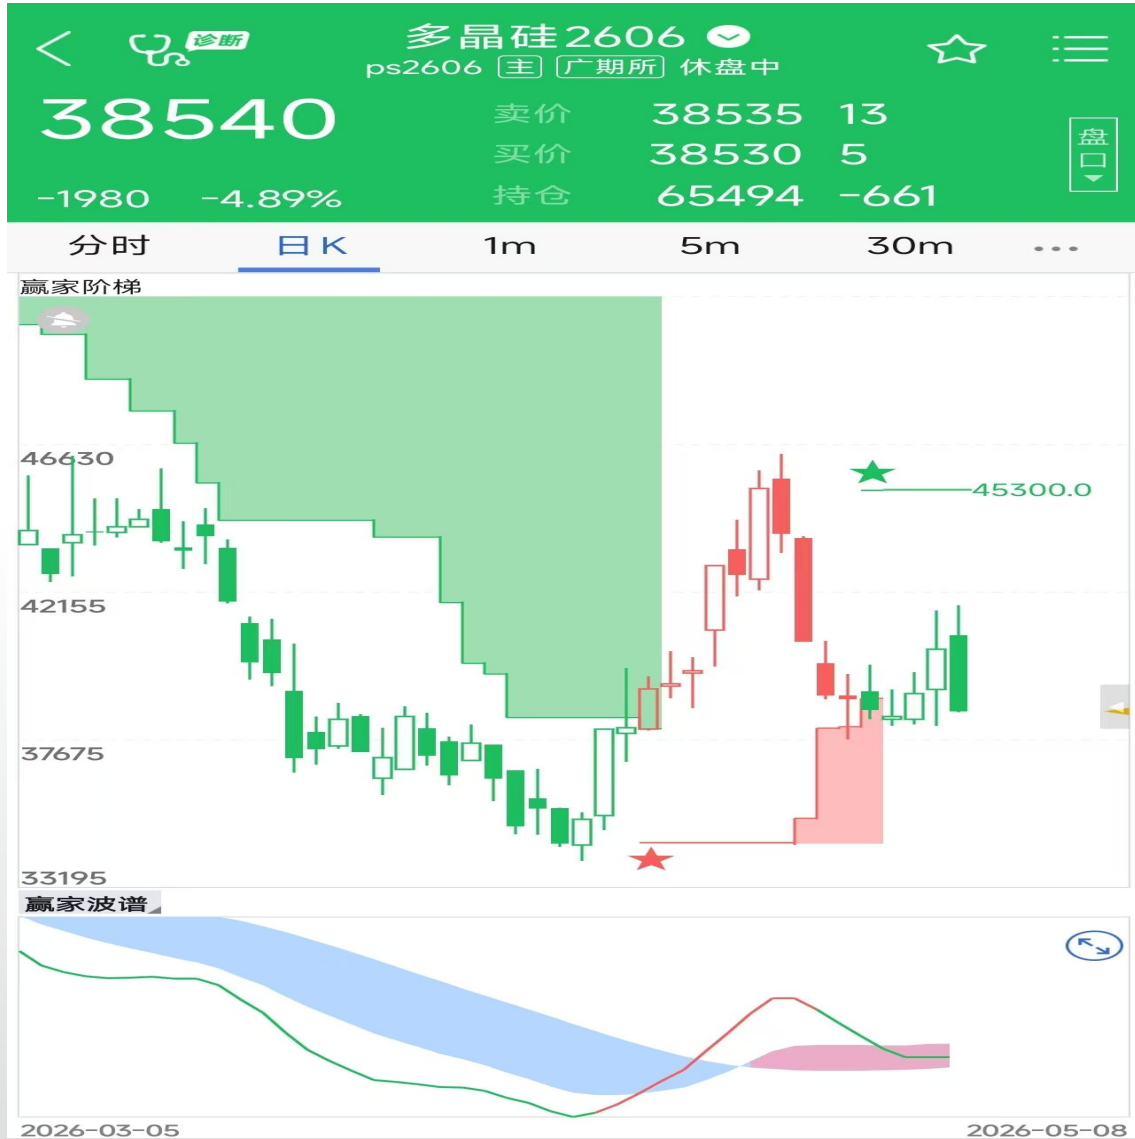 诊断
多晶硅2606
ps2606 主 广期所 休盘中
38540
-1980 -4.89%
卖价 38535 13
买价 38530 5
持仓 65494 -661
盘口
分时 日K 1m 5m 30m
赢家阶梯
46630
45300.0
42155
37675
33195
赢家波谱
2026-03-05 2026-05-08